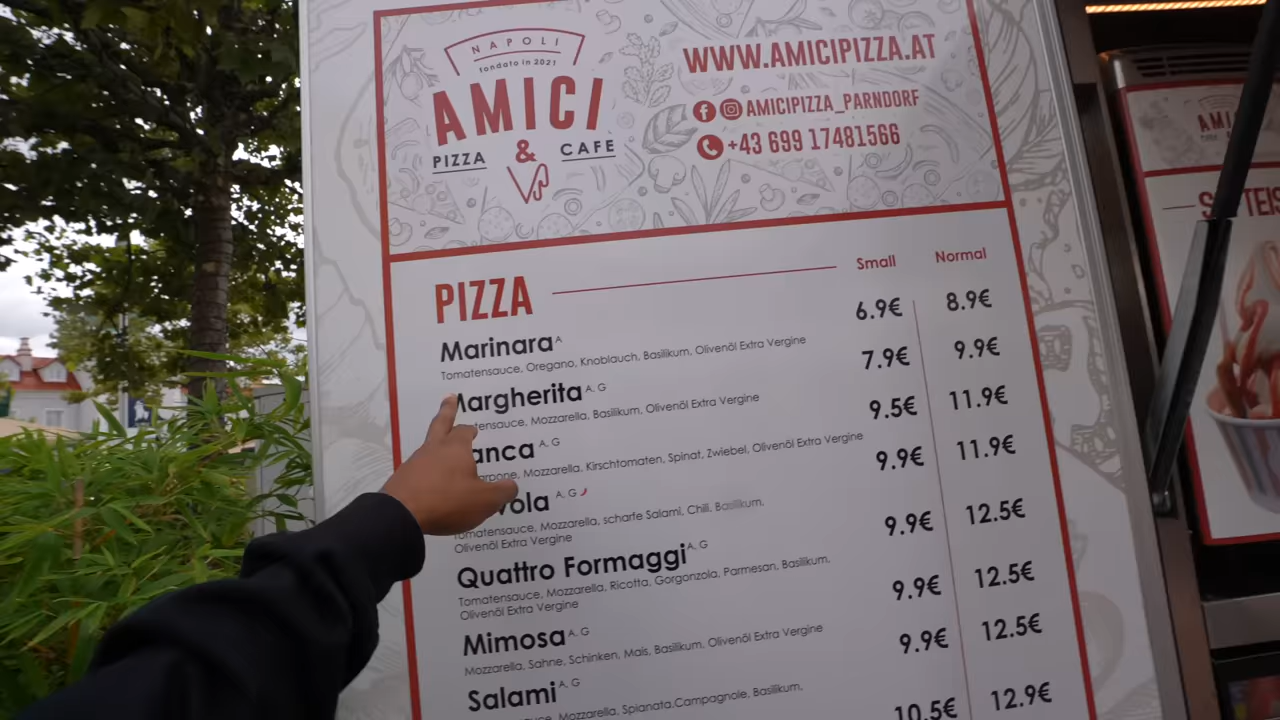 NAPOLI
fondato in 2021
AMICI
PIZZA & CAFE
WWW.AMICIPIZZA.AT
AMICIPIZZA_PARNDORF
+43 699 17481566
PIZZA Small Normal
Marinara A 6.9€ 8.9€
Tomatensauce, Oregano, Knoblauch, Basilikum, Olivenöl Extra Vergine
Margherita A, G 7.9€ 9.9€
Mozzarella, Basilikum, Olivenöl Extra Vergine
A, G 9.5€ 11.9€
Mozzarella, Kirschtomaten, Spinat, Zwiebel, Olivenöl Extra Vergine
A, G 9.9€ 11.9€
Tomatensauce, Mozzarella, scharfe Salami, Chili, Basilikum,
Olivenöl Extra Vergine
Quattro Formaggi A, G 9.9€ 12.5€
Tomatensauce, Mozzarella, Ricotta, Gorgonzola, Parmesan, Basilikum,
Olivenöl Extra Vergine
Mimosa A, G 9.9€ 12.5€
Mozzarella, Sahne, Schinken, Mais, Basilikum, Olivenöl Extra Vergine
Salami A, G 9.9€ 12.5€
Mozzarella, Spianata.Campagnole, Basilikum,
10.5€ 12.9€